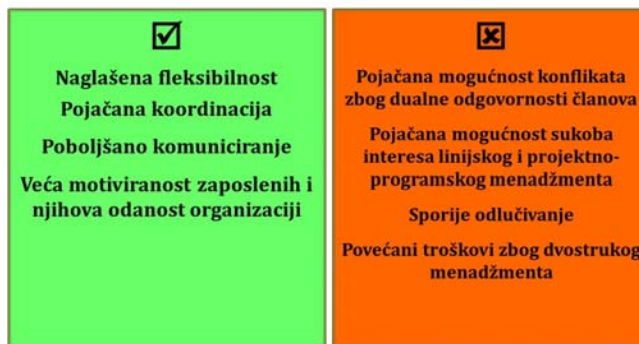 Naglašena fleksibilnost
Pojačana koordinacija
Poboljšano komuniciranje
Veća motiviranost zaposlenih i
njihova odanost organizaciji
Pojačana mogućnost konflikata
zbog dualne odgovornosti članova
Pojačana mogućnost sukoba
interesa linijskog i projektno-
programskog menadžmenta
Sporije odlučivanje
Povećani troškovi zbog dvostrukog
menadžmenta